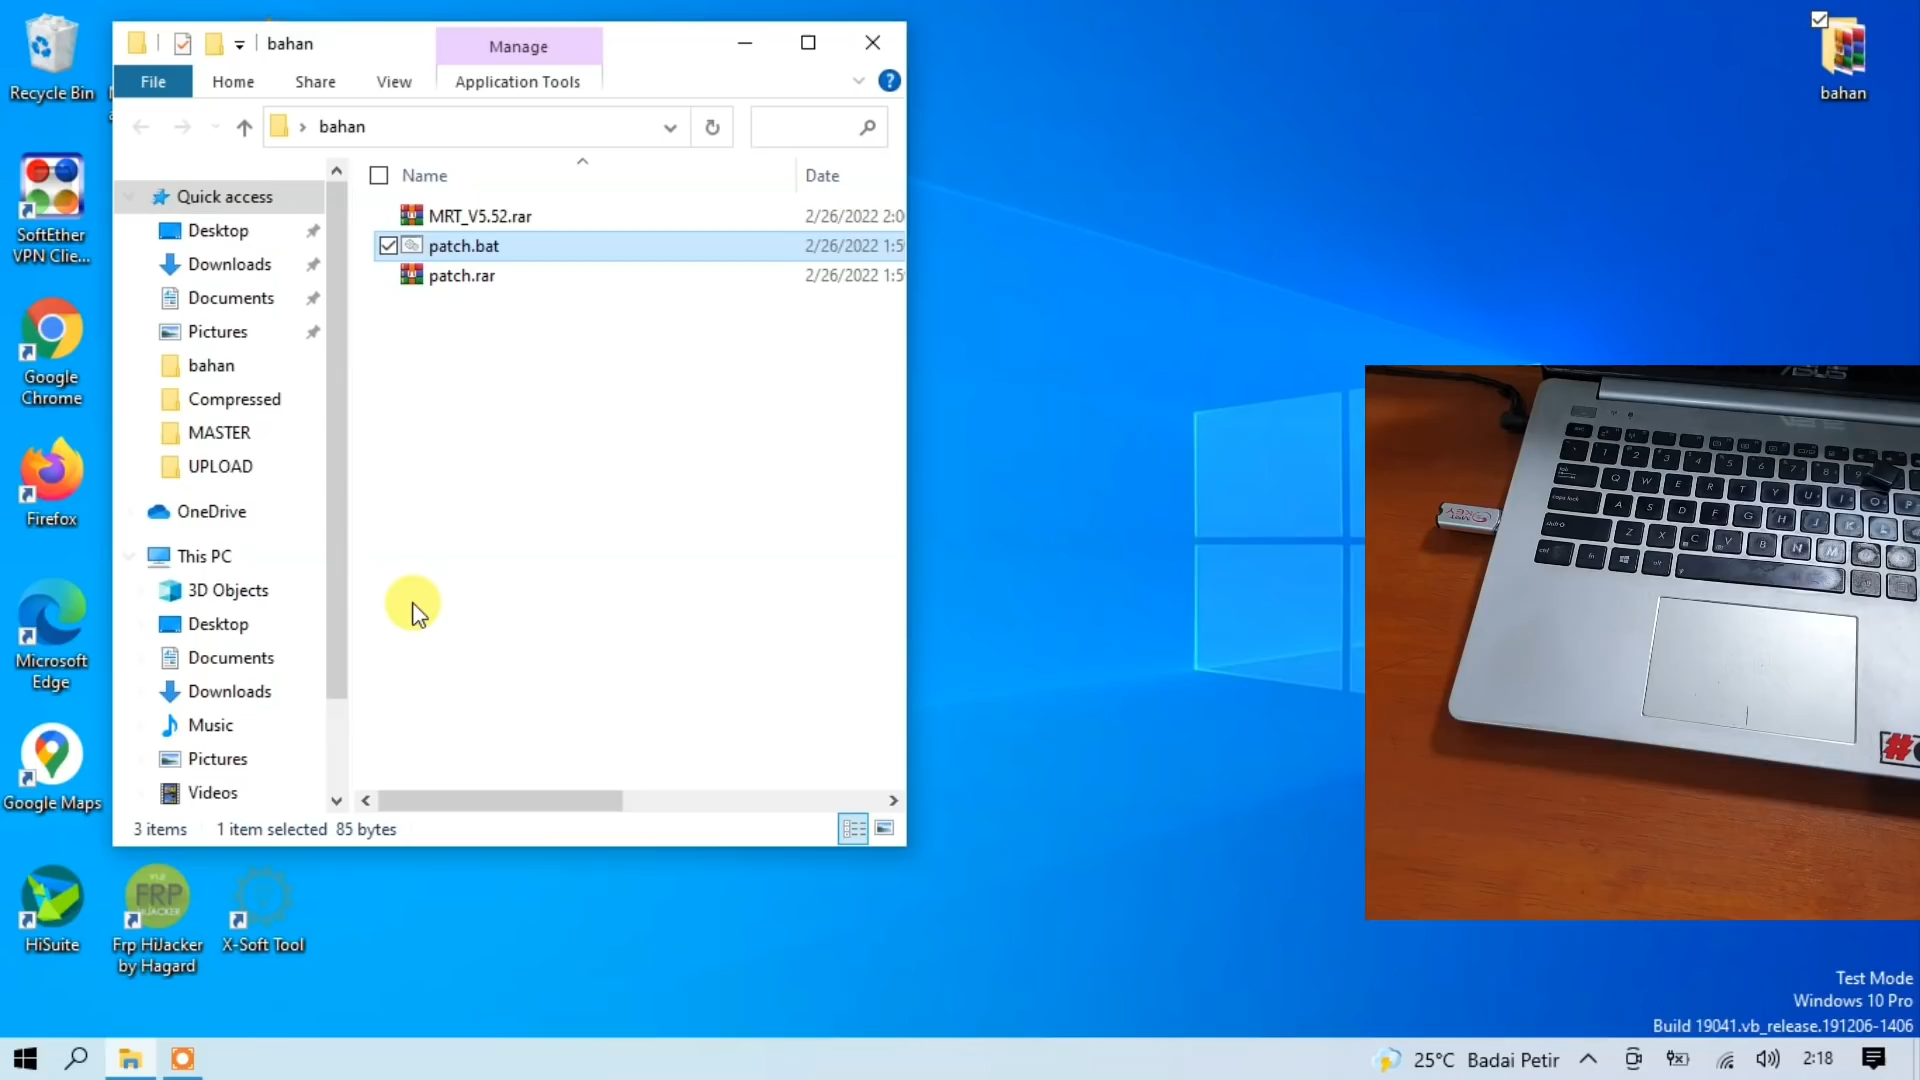 bahan
Manage
File
Home
Share
View
Application Tools
?
bahan
Name
Date
Quick access
Desktop
Downloads
Documents
Pictures
bahan
Compressed
MASTER
UPLOAD
OneDrive
This PC
3D Objects
Desktop
Documents
Downloads
Music
Pictures
Videos
MRT_V5.52.rar
2/26/2022 2:0
patch.bat
2/26/2022 1:5
patch.rar
2/26/2022 1:5
3 items
1 item selected
85 bytes
Recycle Bin
SoftEther
VPN Clie...
Google
Chrome
Firefox
Microsoft
Edge
Google Maps
HiSuite
FRP
Frp HiJacker
by Hagard
X-Soft Tool
bahan
ASUS
KEY
Test Mode
Windows 10 Pro
Build 19041.vb_release.191206-1406
25°C Badai Petir
2:18